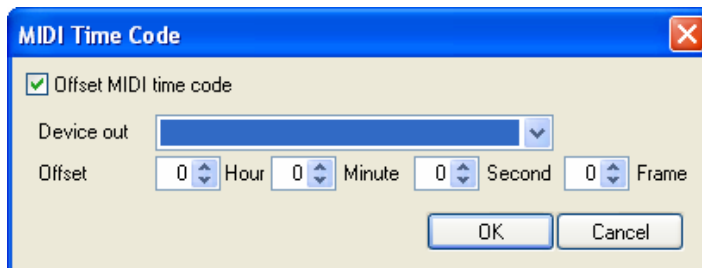 MIDI Time Code
Offset MIDI time code
Device out
Offset 0 Hour 0 Minute 0 Second 0 Frame
OK Cancel